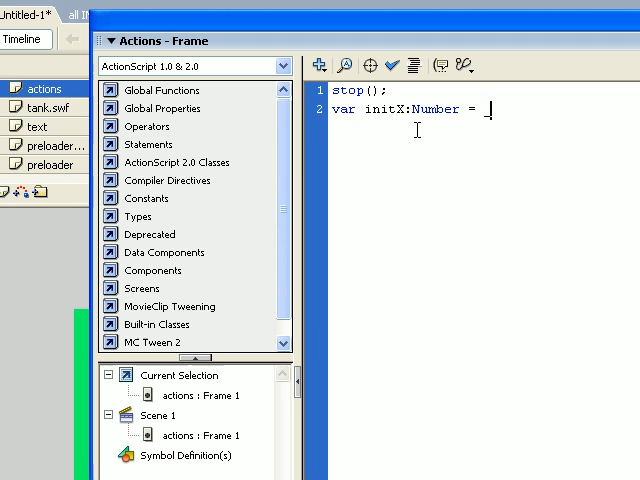 Untitled-1*
all I
Timeline
Actions - Frame
ActionScript 1.0 & 2.0
actions
tank.swf
text
preloader...
preloader
Global Functions
Global Properties
Operators
Statements
ActionScript 2.0 Classes
Compiler Directives
Constants
Types
Deprecated
Data Components
Components
Screens
MovieClip Tweening
Built-in Classes
MC Tween 2
Current Selection
actions : Frame 1
Scene 1
actions : Frame 1
Symbol Definition(s)
1 stop();
2 var initX:Number = _